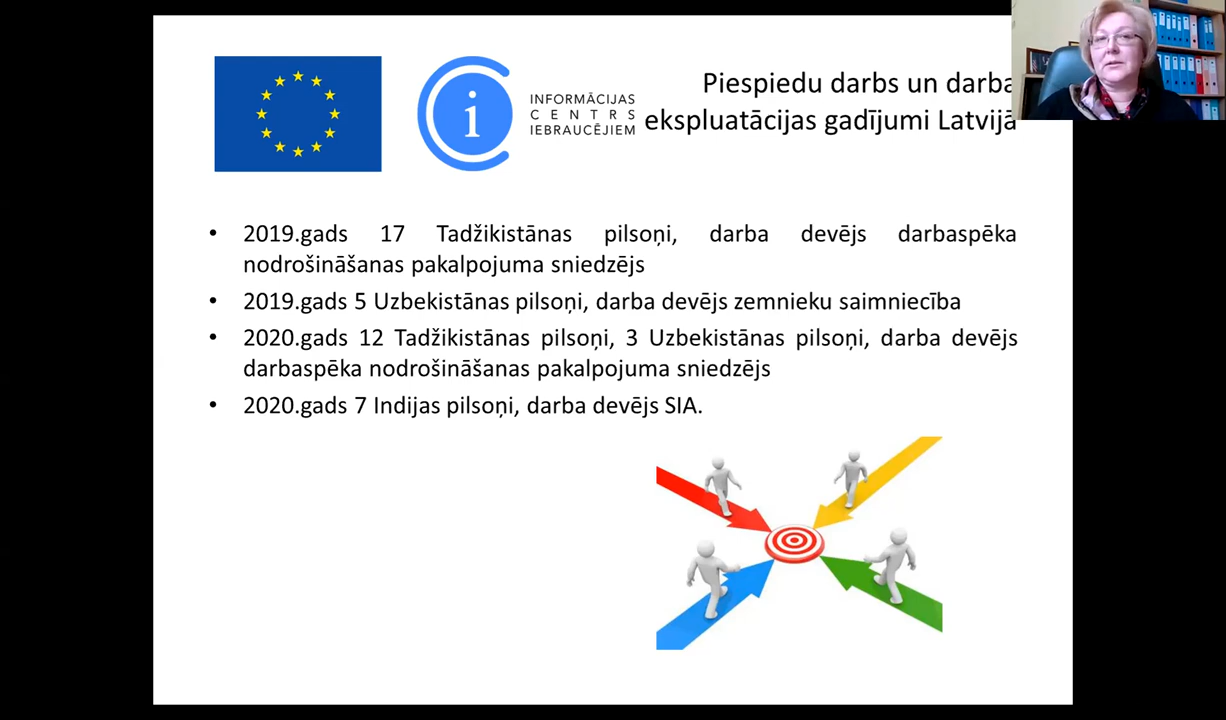 Piespiedu darbs un darba
ekspluatācijas gadījumi Latvijā
i
INFORMĀCIJAS
CENTRS
IEBRAUCĒJIEM
• 2019.gads 17 Tadžikistānas pilsoņi, darba devējs darbaspēka
nodrošināšanas pakalpojuma sniedzējs
• 2019.gads 5 Uzbekistānas pilsoņi, darba devējs zemnieku saimniecība
• 2020.gads 12 Tadžikistānas pilsoņi, 3 Uzbekistānas pilsoņi, darba devējs
darbaspēka nodrošināšanas pakalpojuma sniedzējs
• 2020.gads 7 Indijas pilsoņi, darba devējs SIA.